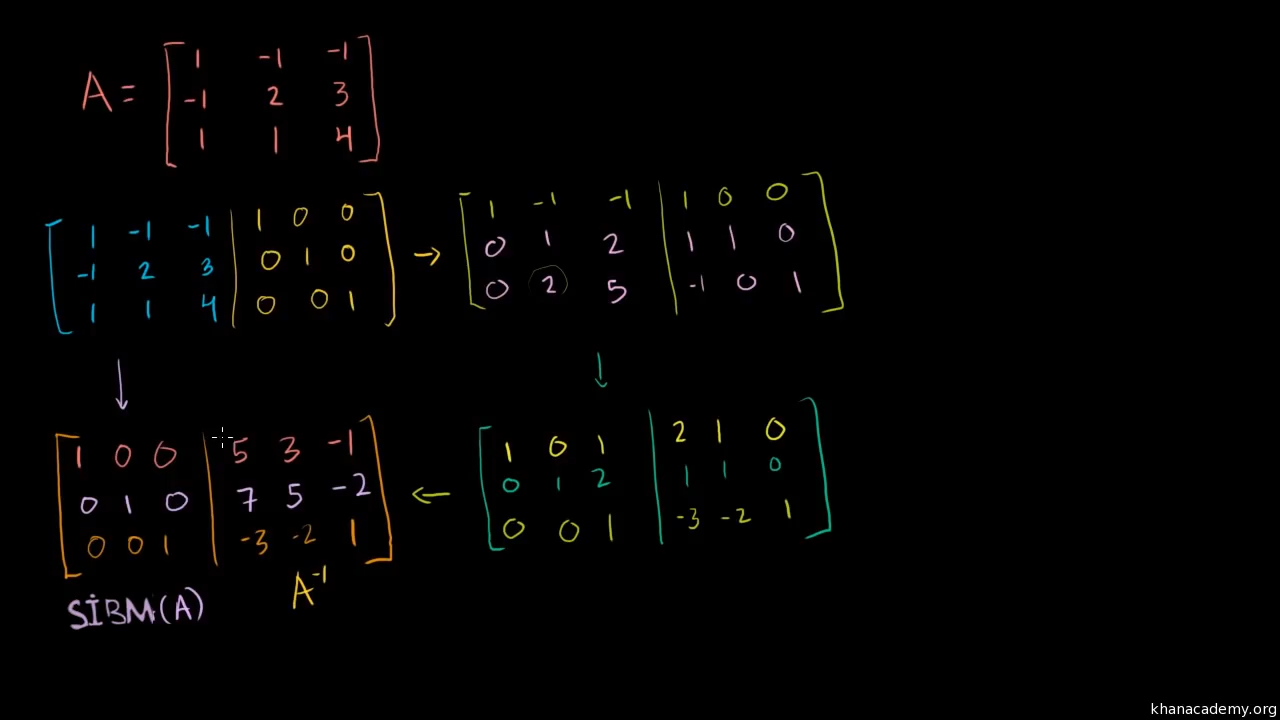 A = [ 1 -1 -1
-1 2 3
1 1 4 ]
[ 1 -1 -1 | 1 0 0
-1 2 3 | 0 1 0
1 1 4 | 0 0 1 ] →
[ 1 -1 -1 | 1 0 0
0 1 2 | 1 1 0
0 2 5 | -1 0 1 ]
↓ ↓
[ 1 0 0 | 5 3 -1
0 1 0 | 7 5 -2
0 0 1 | -3 -2 1 ] ←
[ 1 0 1 | 2 1 0
0 1 2 | 1 1 0
0 0 1 | -3 -2 1 ]
SİBM(A) A⁻¹
khanacademy.org